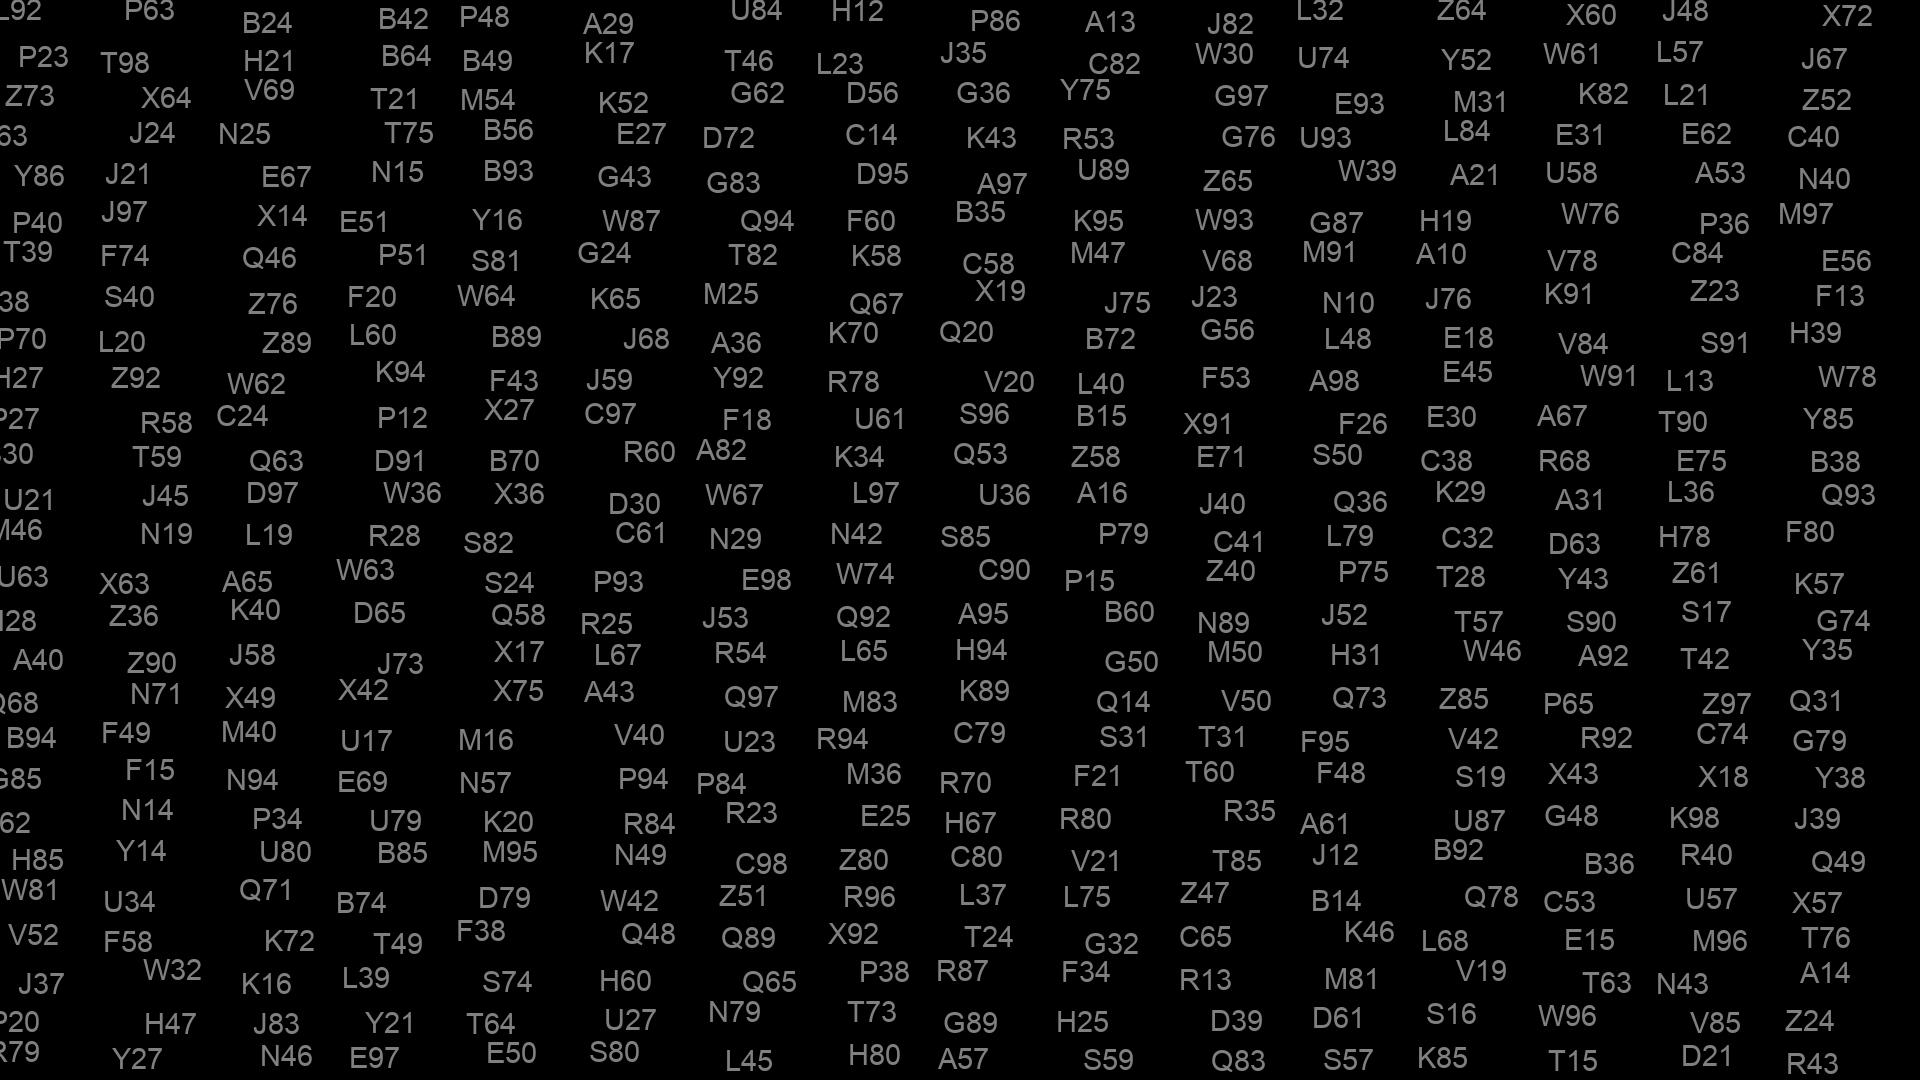 L92 P63 B24 B42 P48 A29 U84 H12 P86 A13 J82 L32 Z64 X60 J48 X72
P23 T98 H21 B64 B49 K17 T46 L23 J35 C82 W30 U74 Y52 W61 L57 J67
Z73 X64 V69 T21 M54 K52 G62 D56 G36 Y75 G97 E93 M31 K82 L21 Z52
63 J24 N25 T75 B56 E27 D72 C14 K43 R53 G76 U93 L84 E31 E62 C40
Y86 J21 E67 N15 B93 G43 G83 D95 A97 U89 Z65 W39 A21 U58 A53 N40
P40 J97 X14 E51 Y16 W87 Q94 F60 B35 K95 W93 G87 H19 W76 P36 M97
T39 F74 Q46 P51 S81 G24 T82 K58 C58 M47 V68 M91 A10 V78 C84 E56
38 S40 Z76 F20 W64 K65 M25 Q67 X19 J75 J23 N10 J76 K91 Z23 F13
P70 L20 Z89 L60 B89 J68 A36 K70 Q20 B72 G56 L48 E18 V84 S91 H39
H27 Z92 W62 K94 F43 J59 Y92 R78 V20 L40 F53 A98 E45 W91 L13 W78
P27 R58 C24 P12 X27 C97 F18 U61 S96 B15 X91 F26 E30 A67 T90 Y85
30 T59 Q63 D91 B70 R60 A82 K34 Q53 Z58 E71 S50 C38 R68 E75 B38
U21 J45 D97 W36 X36 D30 W67 L97 U36 A16 J40 Q36 K29 A31 L36 Q93
M46 N19 L19 R28 S82 C61 N29 N42 S85 P79 C41 L79 C32 D63 H78 F80
U63 X63 A65 W63 S24 P93 E98 W74 C90 P15 Z40 P75 T28 Y43 Z61 K57
28 Z36 K40 D65 Q58 R25 J53 Q92 A95 B60 N89 J52 T57 S90 S17 G74
A40 Z90 J58 J73 X17 L67 R54 L65 H94 G50 M50 H31 W46 A92 T42 Y35
Q68 N71 X49 X42 X75 A43 Q97 M83 K89 Q14 V50 Q73 Z85 P65 Z97 Q31
B94 F49 M40 U17 M16 V40 U23 R94 C79 S31 T31 F95 V42 R92 C74 G79
G85 F15 N94 E69 N57 P94 P84 M36 R70 F21 T60 F48 S19 X43 X18 Y38
62 N14 P34 U79 K20 R84 R23 E25 H67 R80 R35 A61 U87 G48 K98 J39
H85 Y14 U80 B85 M95 N49 C98 Z80 C80 V21 T85 J12 B92 B36 R40 Q49
W81 U34 Q71 B74 D79 W42 Z51 R96 L37 L75 Z47 B14 Q78 C53 U57 X57
V52 F58 K72 T49 F38 Q48 Q89 X92 T24 G32 C65 K46 L68 E15 M96 T76
J37 W32 K16 L39 S74 H60 Q65 P38 R87 F34 R13 M81 V19 T63 N43 A14
P20 H47 J83 Y21 T64 U27 N79 T73 G89 H25 D39 D61 S16 W96 V85 Z24
R79 Y27 N46 E97 E50 S80 L45 H80 A57 S59 Q83 S57 K85 T15 D21 R43